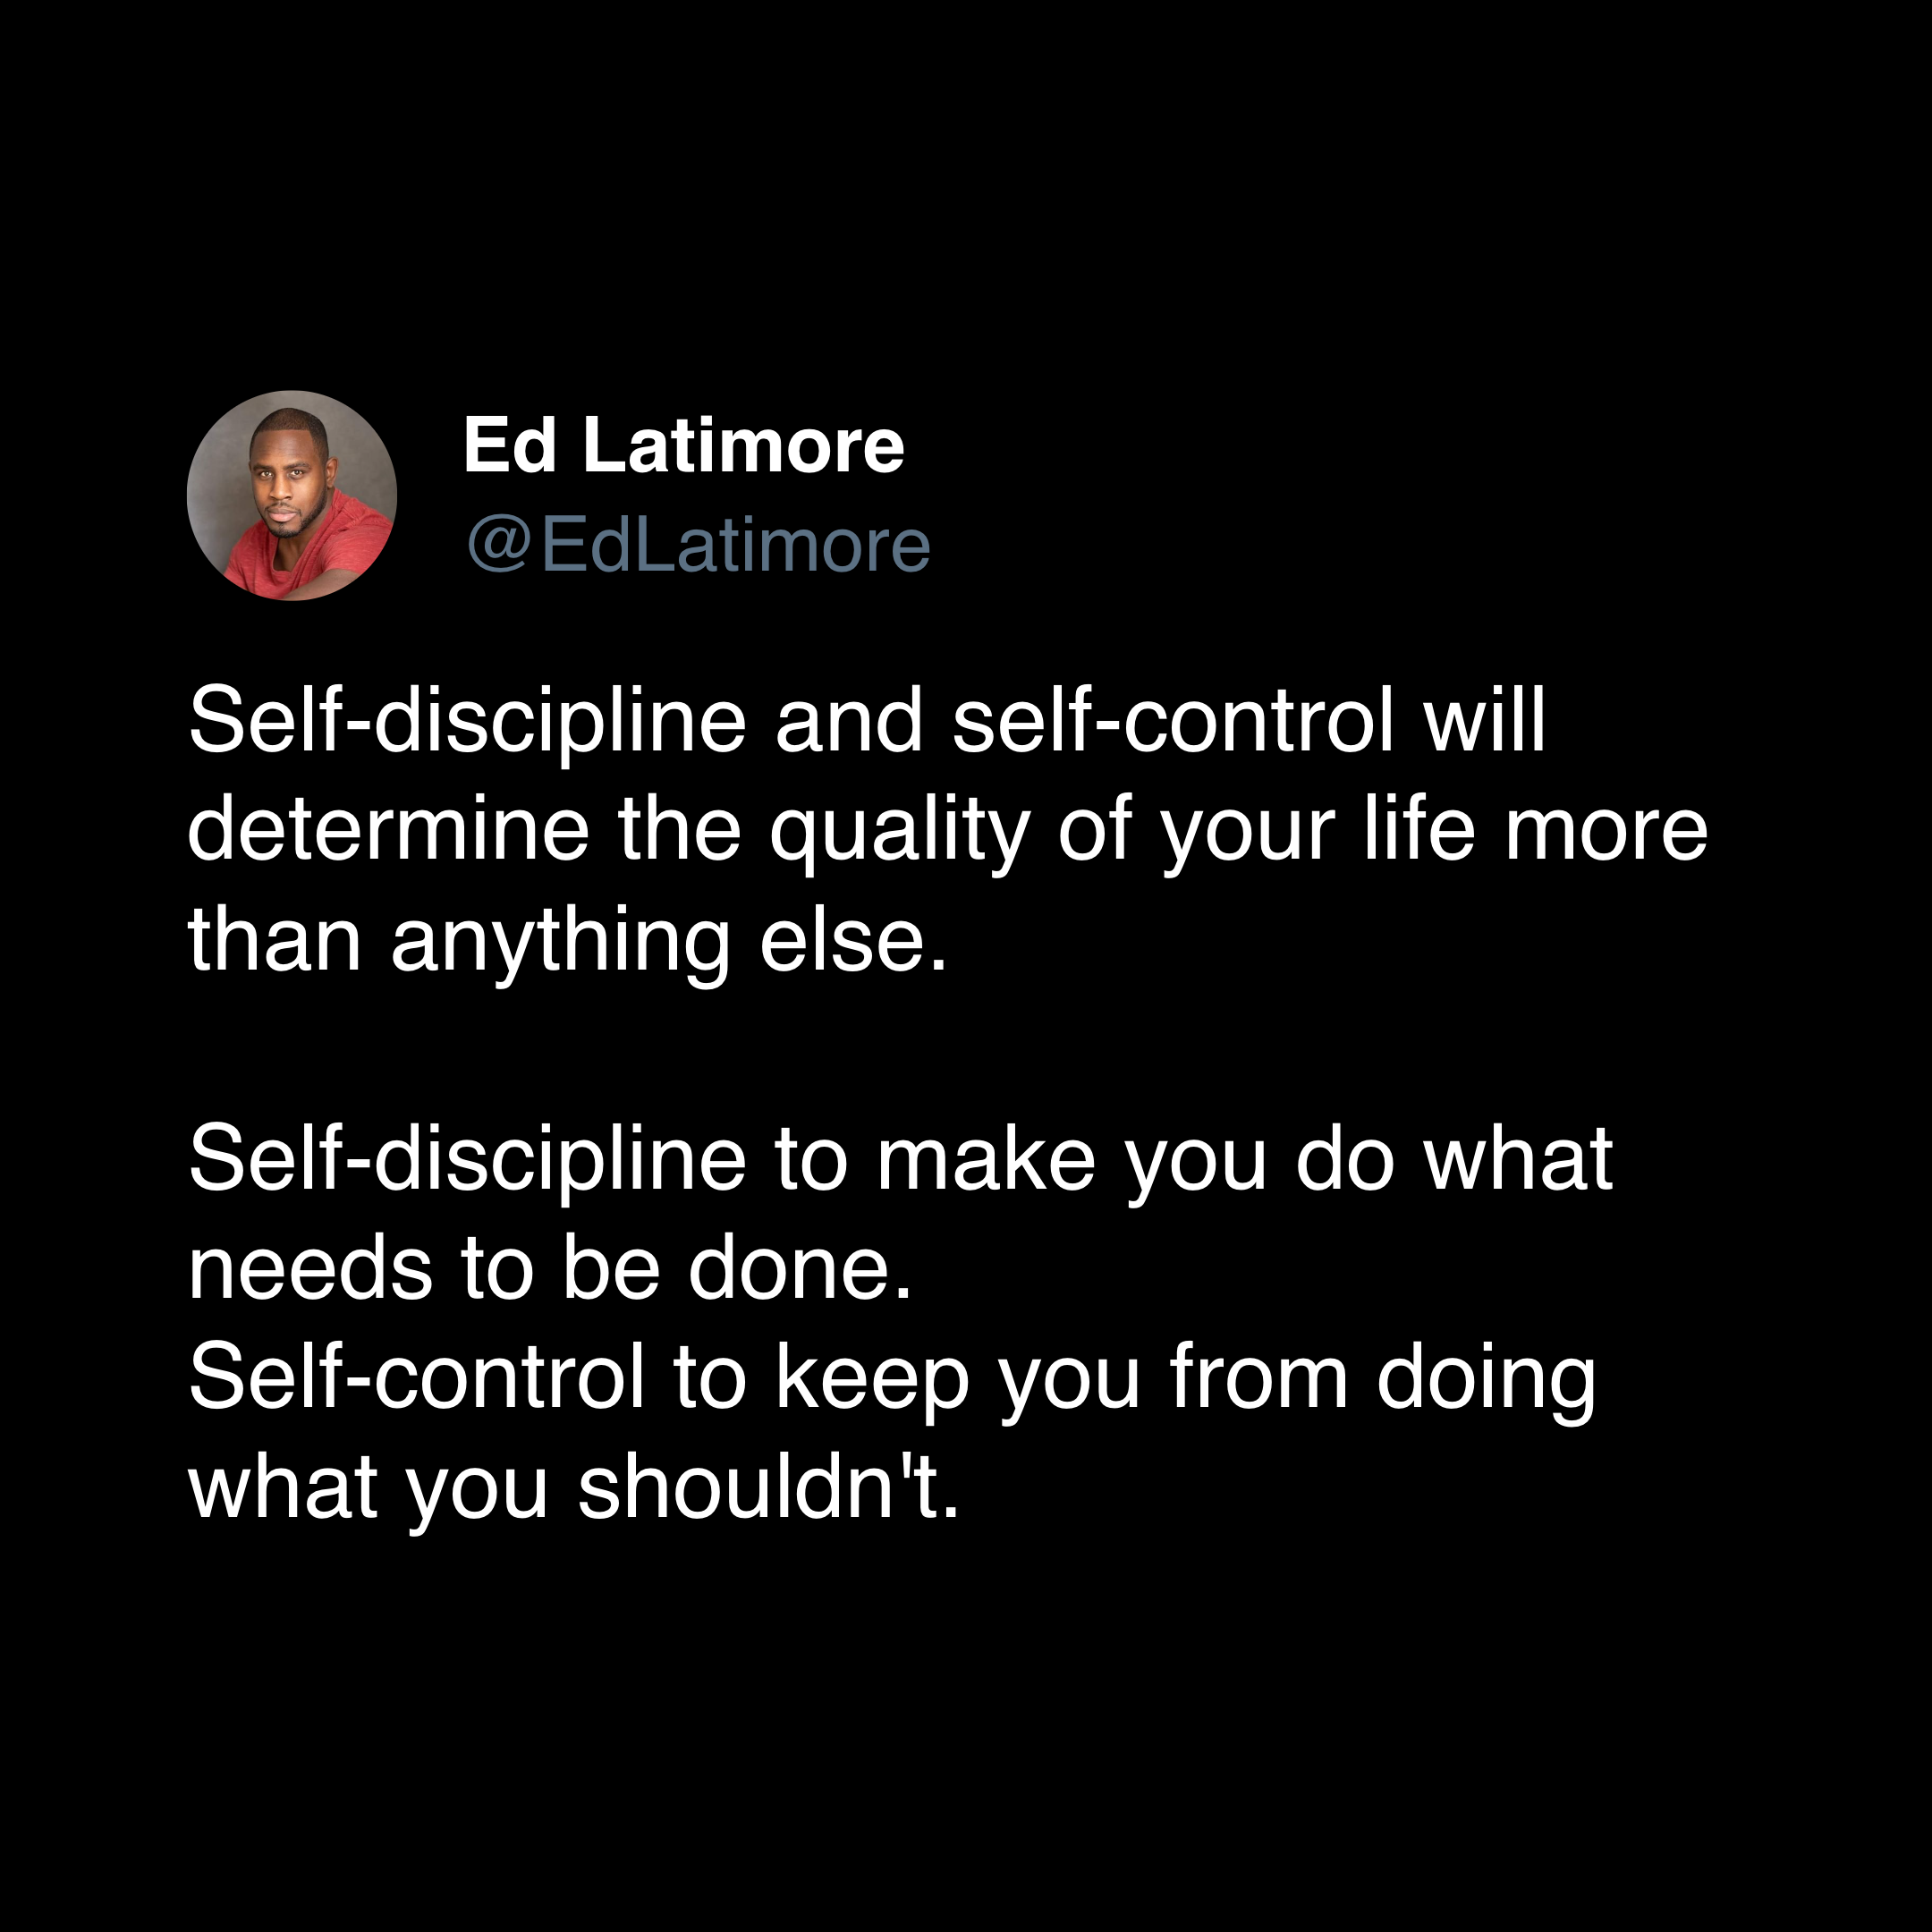 Ed Latimore
@EdLatimore
Self-discipline and self-control will
determine the quality of your life more
than anything else.
Self-discipline to make you do what
needs to be done.
Self-control to keep you from doing
what you shouldn't.